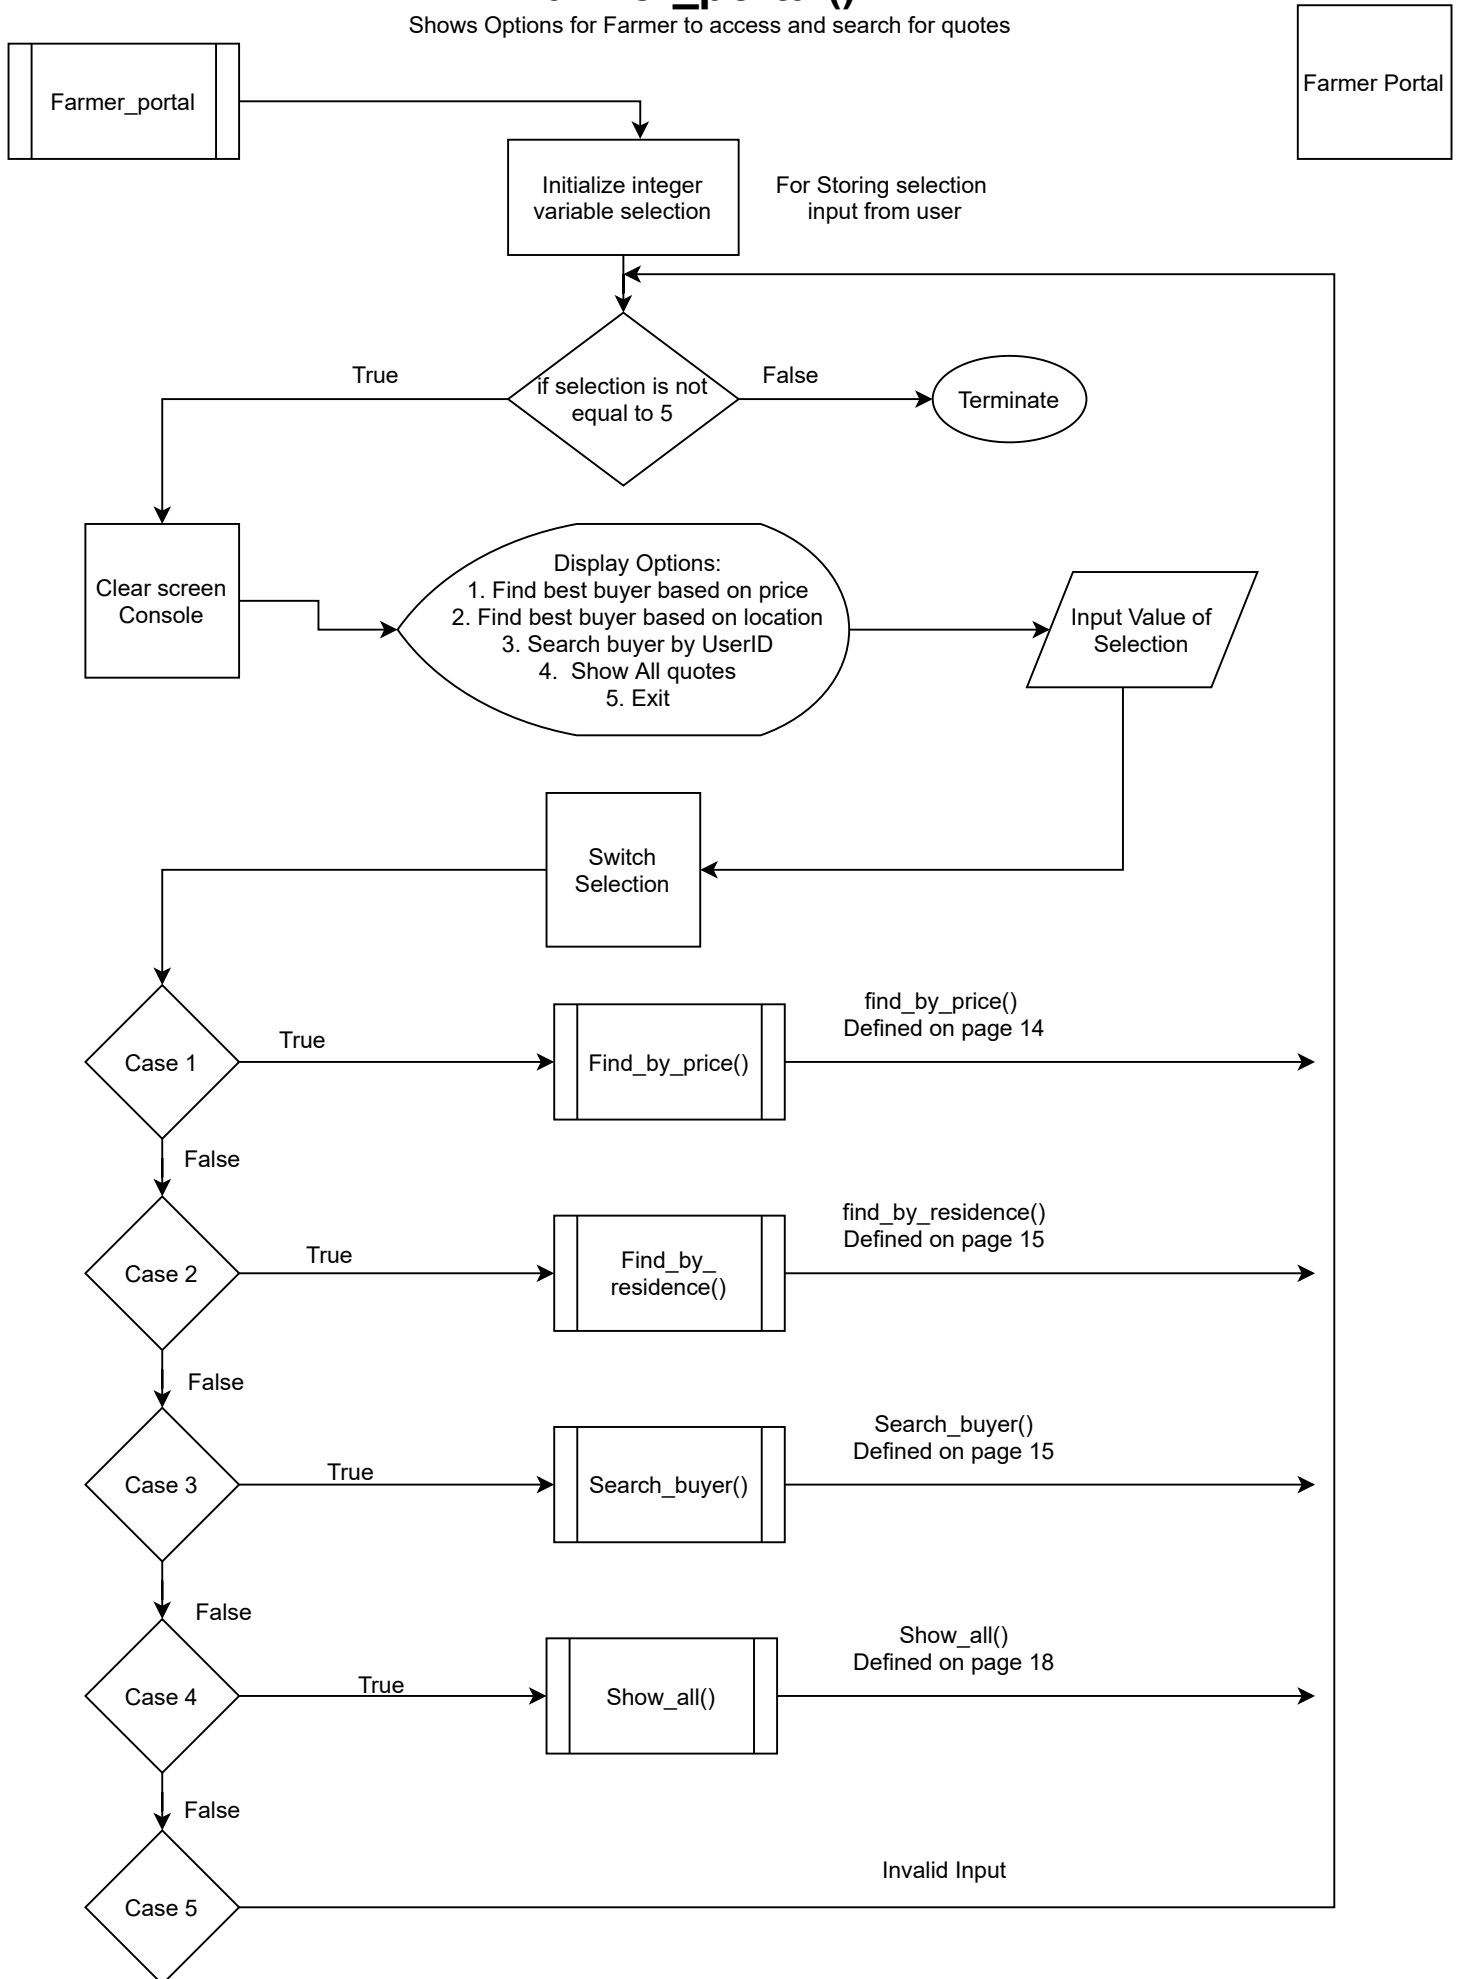 Shows Options for Farmer to access and search for quotes
Farmer Portal
Farmer_portal
Initialize integer
variable selection
For Storing selection
input from user
True
if selection is not
equal to 5
False
Terminate
Clear screen
Console
Display Options:
1. Find best buyer based on price
2. Find best buyer based on location
3. Search buyer by UserID
4. Show All quotes
5. Exit
Input Value of
Selection
Switch
Selection
Case 1
True
Find_by_price()
find_by_price()
Defined on page 14
False
Case 2
True
Find_by_
residence()
find_by_residence()
Defined on page 15
False
Case 3
True
Search_buyer()
Search_buyer()
Defined on page 15
False
Case 4
True
Show_all()
Show_all()
Defined on page 18
False
Case 5
Invalid Input